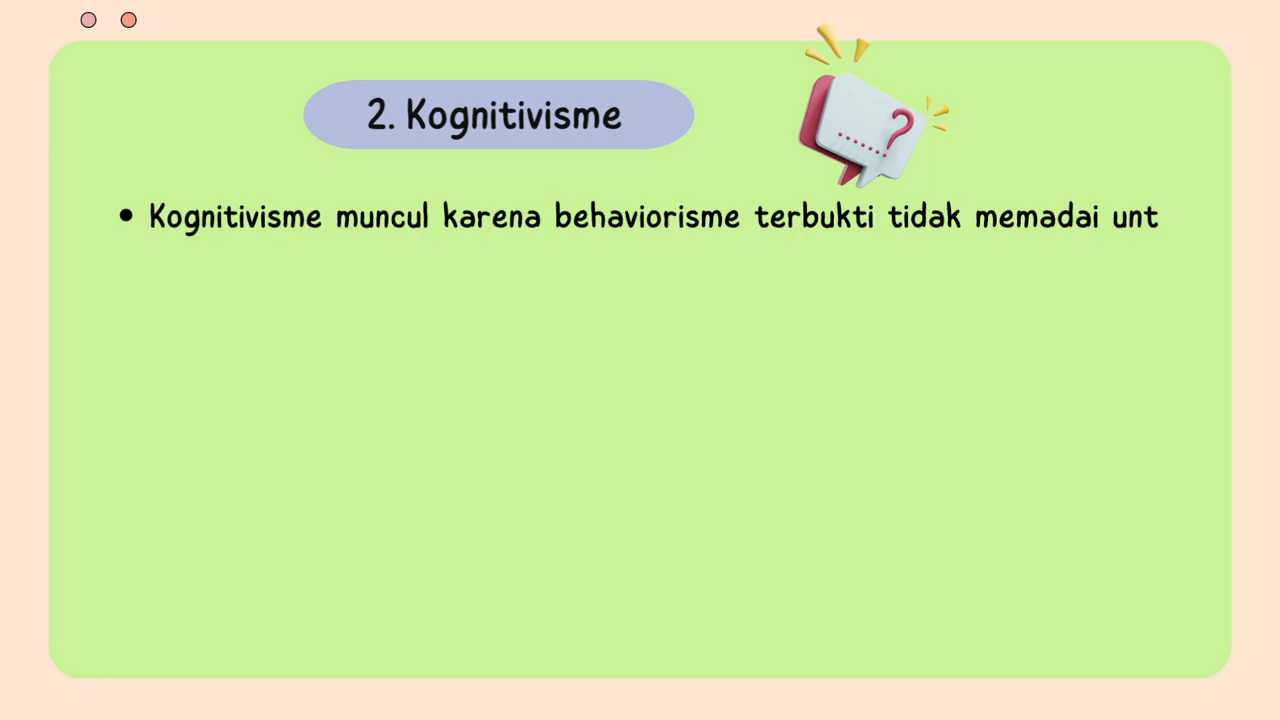 2. Kognitivisme
• Kognitivisme muncul karena behaviorisme terbukti tidak memadai unt